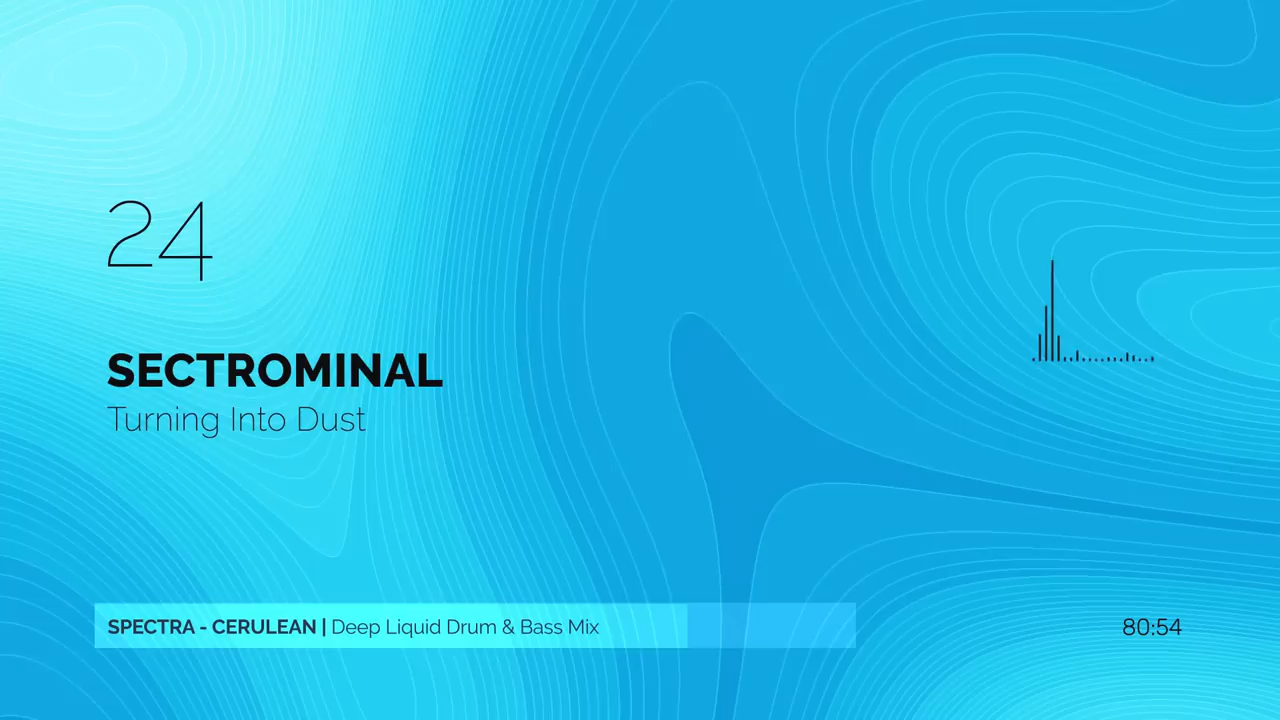 24
SECTROMINAL
Turning Into Dust
SPECTRA - CERULEAN | Deep Liquid Drum & Bass Mix
80:54